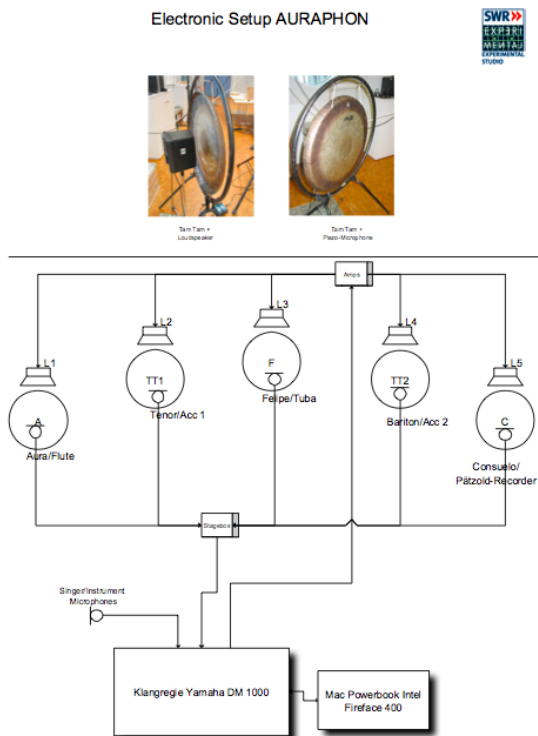 Electronic Setup AURAPHON
SWR»
EXPERI
MENTAL
EXPERIMENTAL
STUDIO
Tam Tam +
Loudspeaker
Tam Tam +
Piezo-Microphone
Amps
L1
L2
L3
L4
L5
A
TT1
F
TT2
C
Aura/Flute
Tenor/Acc 1
Felipe/Tuba
Bariton/Acc 2
Consuelo/
Pätzold-Recorder
Stagebox
Singer/Instrument
Microphones
Klangregie Yamaha DM 1000
Mac Powerbook Intel
Fireface 400